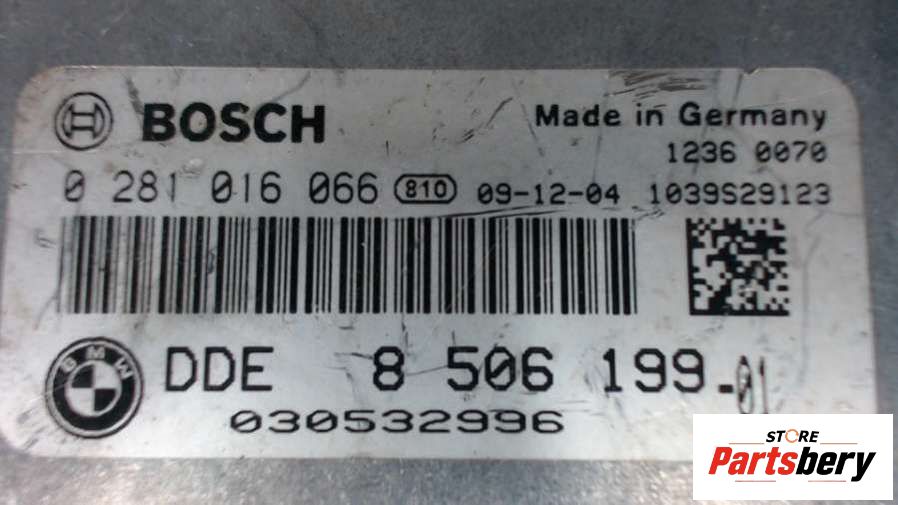 BOSCH
Made in Germany
1236 0070
0 281 016 066 810 09-12-04 1039S29123
BMW
DDE 8 506 199-01
030532996
STORE
Partsbery